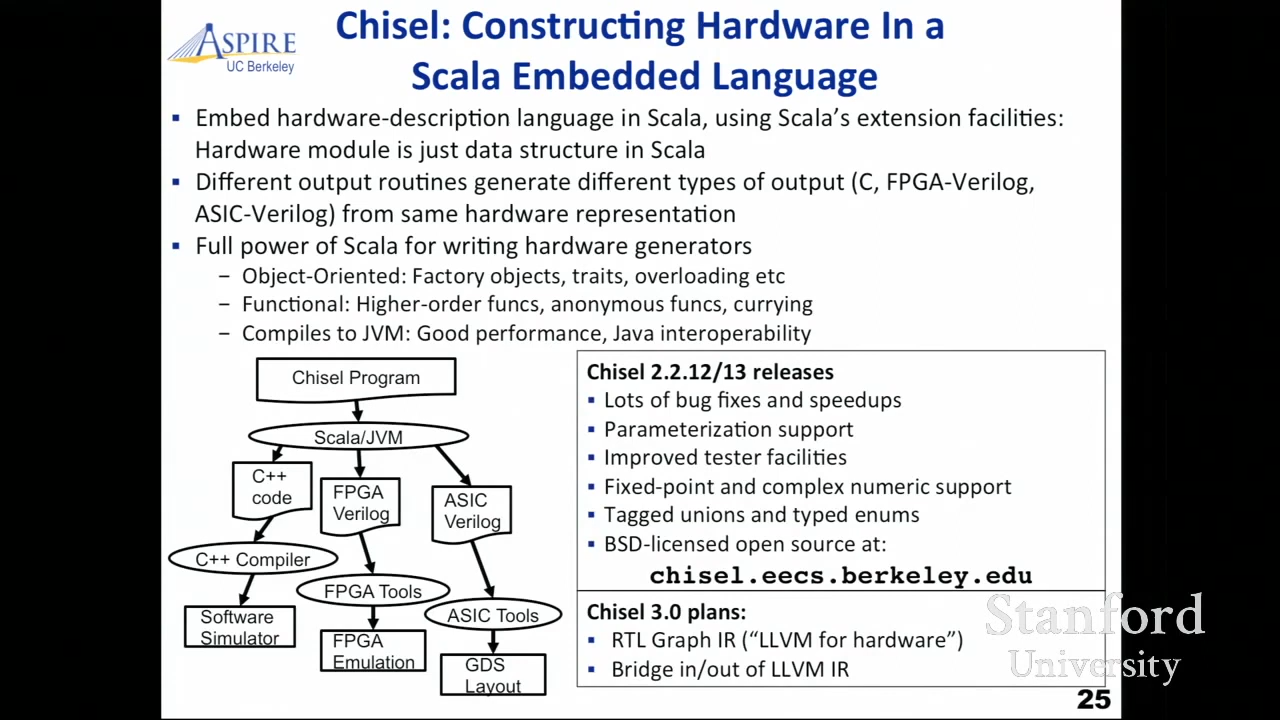 ASPIRE
UC Berkeley
Chisel: Constructing Hardware In a
Scala Embedded Language
▪ Embed hardware-description language in Scala, using Scala's extension facilities:
Hardware module is just data structure in Scala
▪ Different output routines generate different types of output (C, FPGA-Verilog,
ASIC-Verilog) from same hardware representation
▪ Full power of Scala for writing hardware generators
– Object-Oriented: Factory objects, traits, overloading etc
– Functional: Higher-order funcs, anonymous funcs, currying
– Compiles to JVM: Good performance, Java interoperability
Chisel Program
Scala/JVM
C++
code
FPGA
Verilog
ASIC
Verilog
C++ Compiler
FPGA Tools
ASIC Tools
Software
Simulator
FPGA
Emulation
GDS
Layout
Chisel 2.2.12/13 releases
▪ Lots of bug fixes and speedups
▪ Parameterization support
▪ Improved tester facilities
▪ Fixed-point and complex numeric support
▪ Tagged unions and typed enums
▪ BSD-licensed open source at:
chisel.eecs.berkeley.edu
Chisel 3.0 plans:
▪ RTL Graph IR ("LLVM for hardware")
▪ Bridge in/out of LLVM IR
Stanford
University
25